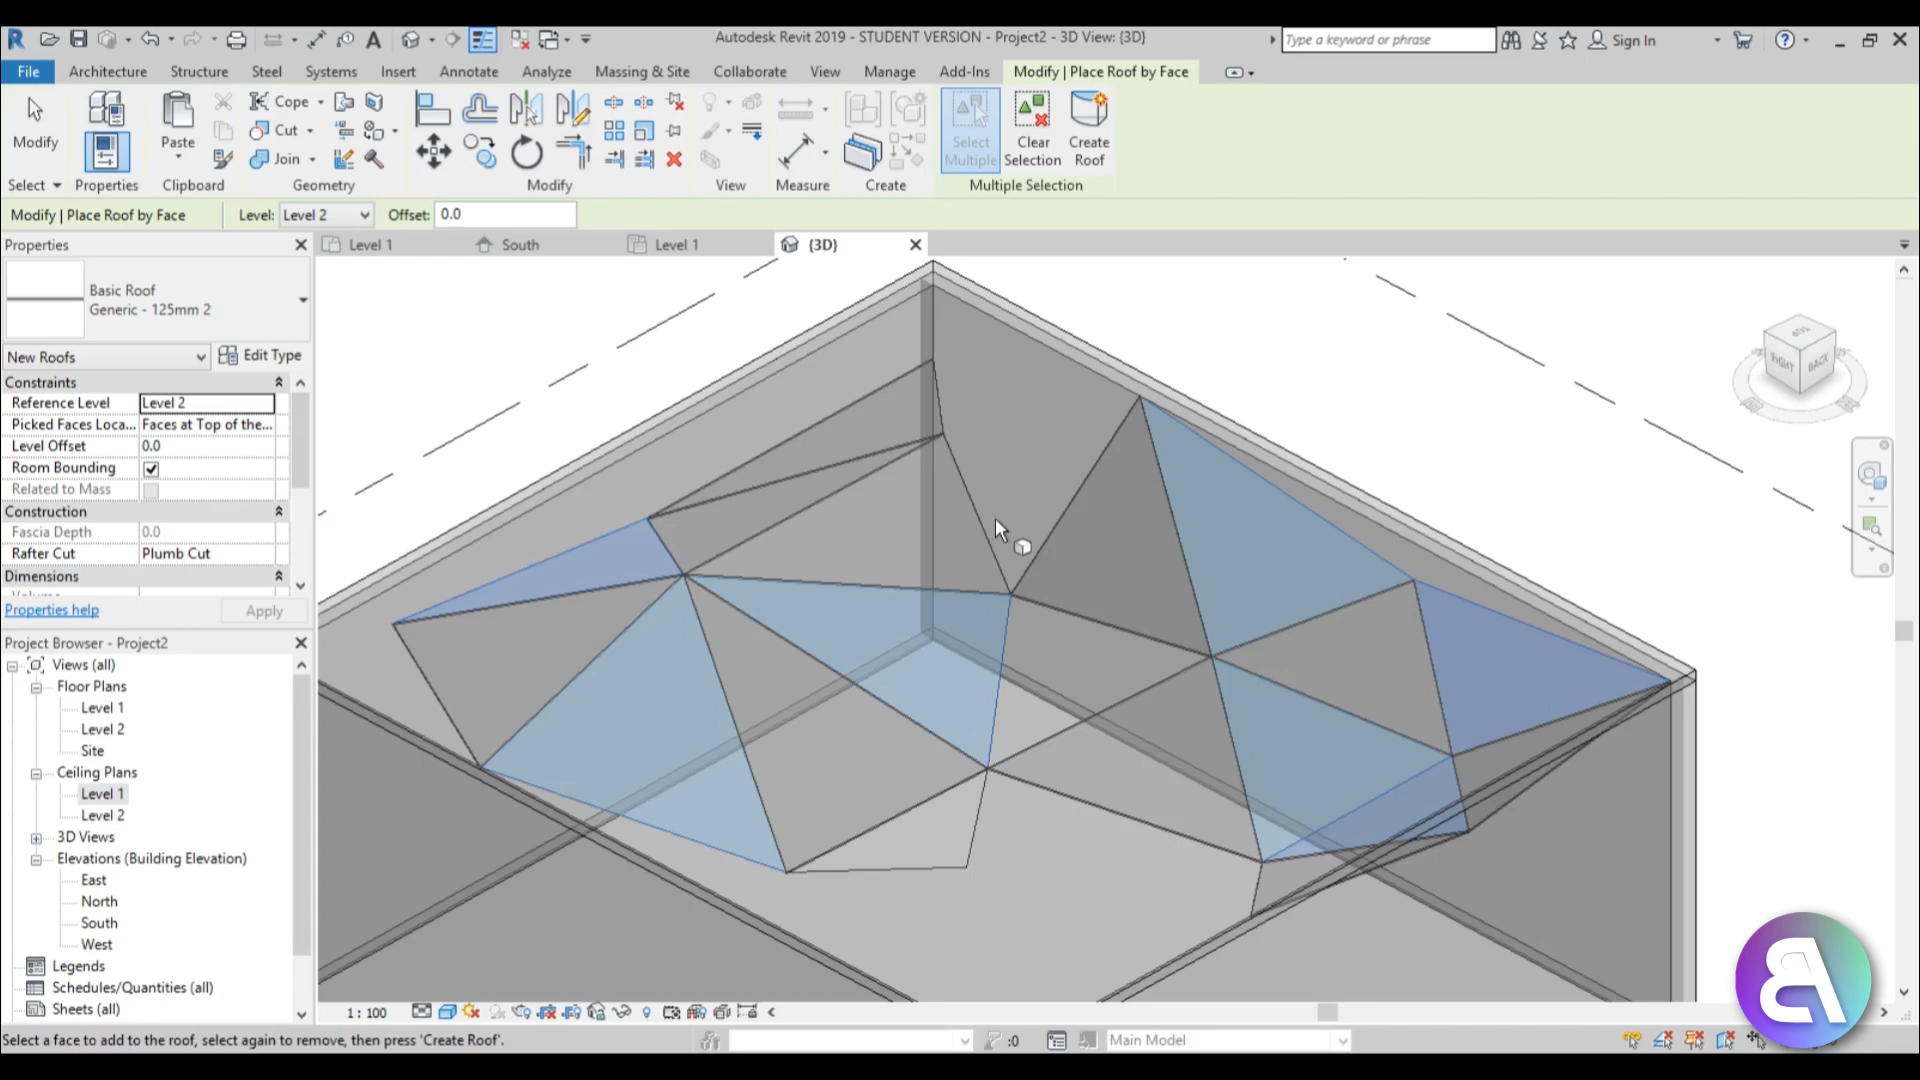 Autodesk Revit 2019 - STUDENT VERSION - Project2 - 3D View: {3D}
Type a keyword or phrase
Sign In
File Architecture Structure Steel Systems Insert Annotate Analyze Massing & Site Collaborate View Manage Add-Ins Modify | Place Roof by Face
Modify
Paste
Cope
Cut
Join
Select Multiple
Clear Selection
Create Roof
Select Properties Clipboard Geometry Modify View Measure Create Multiple Selection
Modify | Place Roof by Face Level: Level 2 Offset: 0.0
Properties
Level 1 South Level 1 {3D}
Basic Roof
Generic - 125mm 2
New Roofs Edit Type
Constraints
Reference Level Level 2
Picked Faces Loca... Faces at Top of the...
Level Offset 0.0
Room Bounding
Related to Mass
Construction
Fascia Depth 0.0
Rafter Cut Plumb Cut
Dimensions
Properties help Apply
Project Browser - Project2
Views (all)
Floor Plans
Level 1
Level 2
Site
Ceiling Plans
Level 1
Level 2
3D Views
Elevations (Building Elevation)
East
North
South
West
Legends
Schedules/Quantities (all)
Sheets (all)
TOP
RIGHT
BACK
1 : 100
Select a face to add to the roof, select again to remove, then press 'Create Roof'.
:0
Main Model